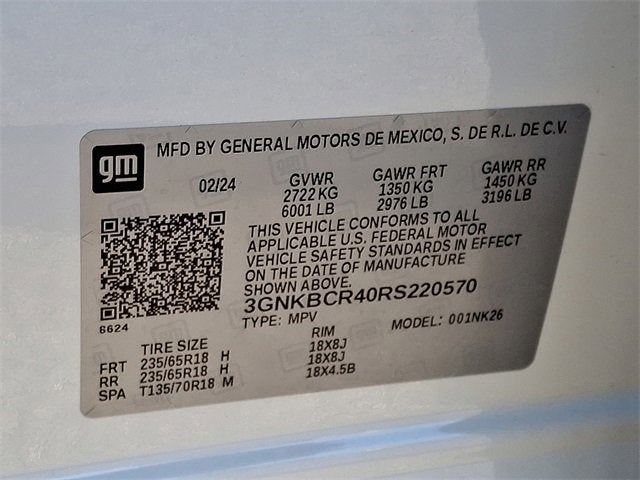 gm MFD BY GENERAL MOTORS DE MEXICO, S. DE R.L. DE C.V.
02/24 GVWR GAWR FRT GAWR RR
2722 KG 1350 KG 1450 KG
6001 LB 2976 LB 3196 LB
THIS VEHICLE CONFORMS TO ALL
APPLICABLE U.S. FEDERAL MOTOR
VEHICLE SAFETY STANDARDS IN EFFECT
ON THE DATE OF MANUFACTURE
SHOWN ABOVE.
3GNKBCR40RS220570
6624 TYPE: MPV MODEL: 001NK26
TIRE SIZE RIM
FRT 235/65R18 H 18X8J
RR 235/65R18 H 18X8J
SPA T135/70R18 M 18X4.5B